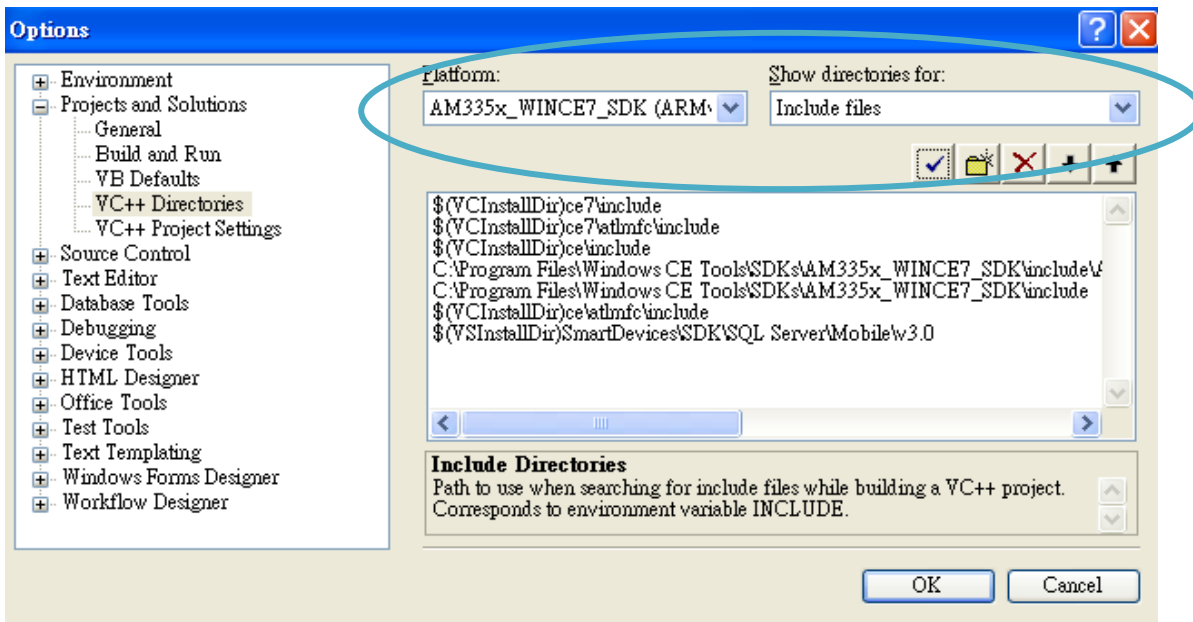 Options
Environment
Projects and Solutions
General
Build and Run
VB Defaults
VC++ Directories
VC++ Project Settings
Source Control
Text Editor
Database Tools
Debugging
Device Tools
HTML Designer
Office Tools
Test Tools
Text Templating
Windows Forms Designer
Workflow Designer
Platform:
AM335x_WINCE7_SDK (ARM
Show directories for:
Include files
$(VCInstallDir)ce7\include
$(VCInstallDir)ce7\atlmfc\include
$(VCInstallDir)ce\include
C:\Program Files\Windows CE Tools\SDKs\AM335x_WINCE7_SDK\include\
C:\Program Files\Windows CE Tools\SDKs\AM335x_WINCE7_SDK\include
$(VCInstallDir)ce\atlmfc\include
$(VSInstallDir)SmartDevices\SDK\SQL Server\Mobile\v3.0
Include Directories
Path to use when searching for include files while building a VC++ project.
Corresponds to environment variable INCLUDE.
OK
Cancel